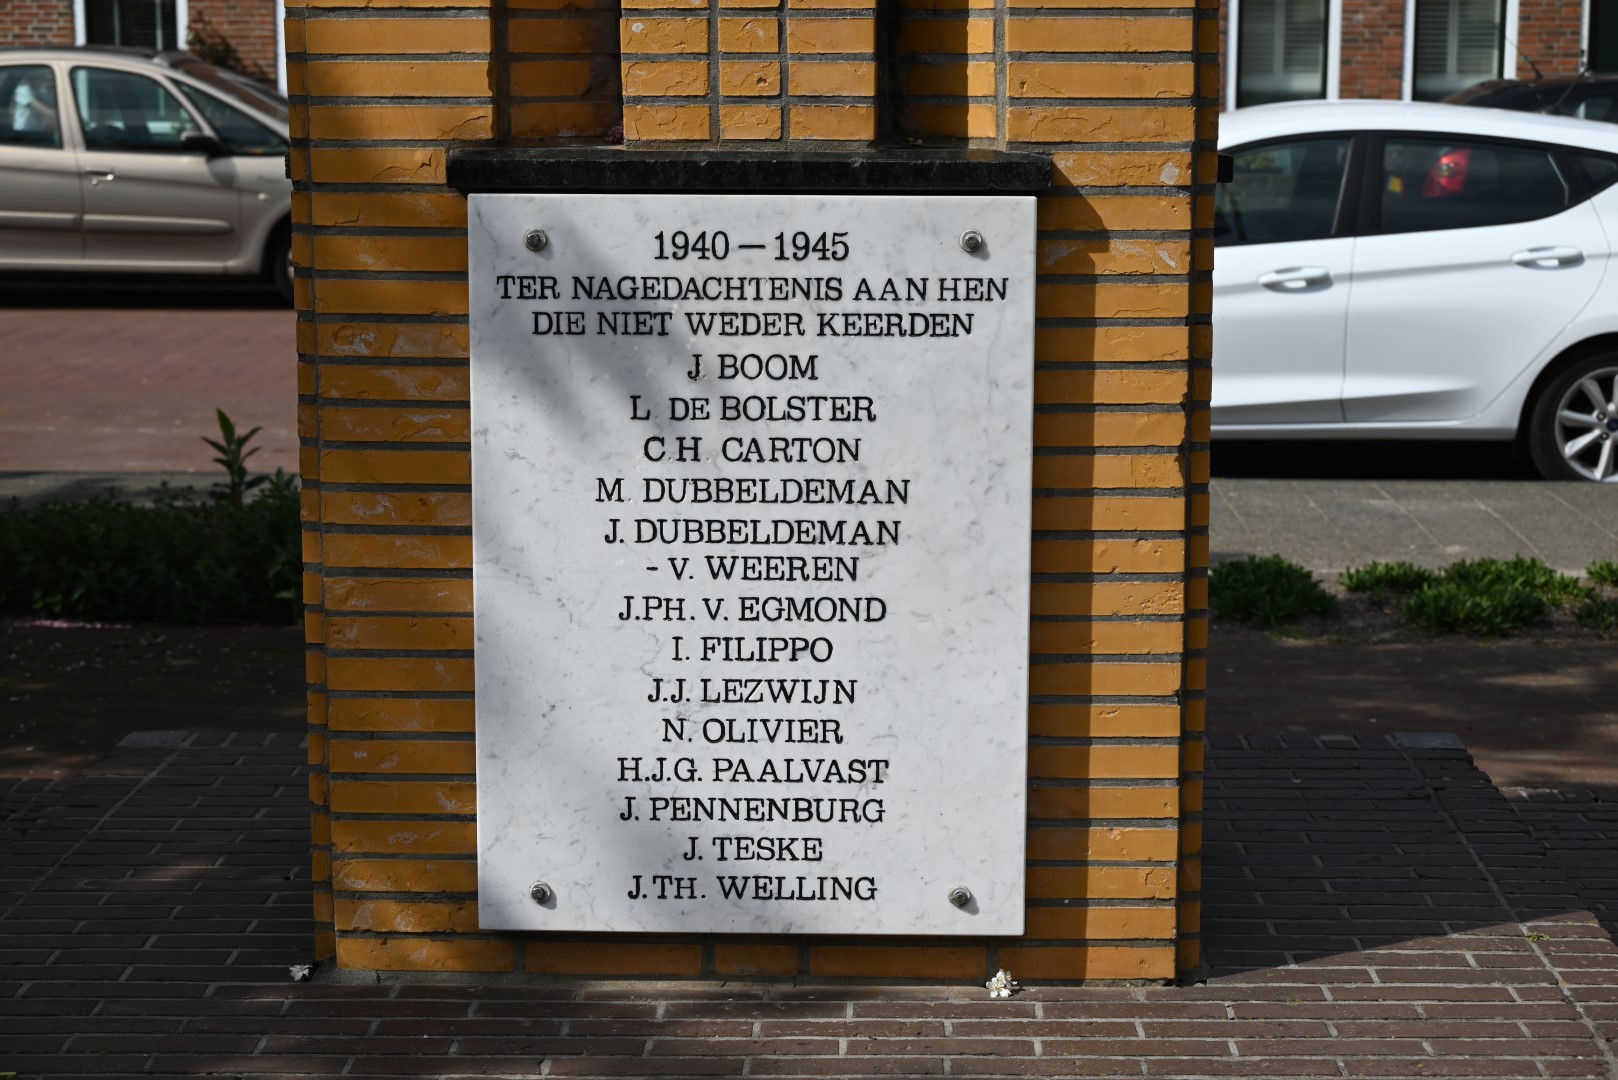 1940 — 1945
TER NAGEDACHTENIS AAN HEN
DIE NIET WEDER KEERDEN
J. BOOM
L. DE BOLSTER
C.H. CARTON
M. DUBBELDEMAN
J. DUBBELDEMAN
- V. WEEREN
J.PH. V. EGMOND
I. FILIPPO
J.J. LEZWIJN
N. OLIVIER
H.J.G. PAALVAST
J. PENNENBURG
J. TESKE
J.TH. WELLING